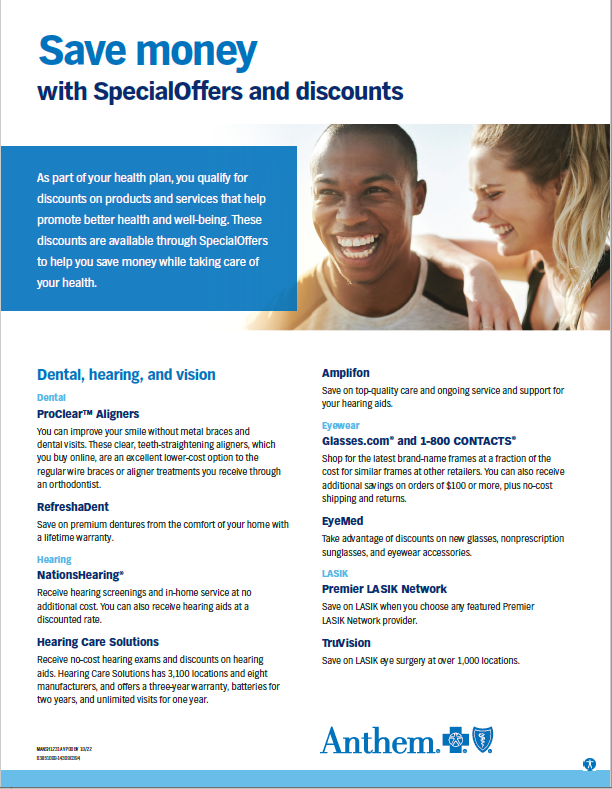 Save money
with SpecialOffers and discounts
As part of your health plan, you qualify for
discounts on products and services that help
promote better health and well-being. These
discounts are available through SpecialOffers
to help you save money while taking care of
your health.
Dental, hearing, and vision
Dental
ProClear™ Aligners
You can improve your smile without metal braces and
dental visits. These clear, teeth-straightening aligners, which
you buy online, are an excellent lower-cost option to the
regular wire braces or aligner treatments you receive through
an orthodontist.
RefreshaDent
Save on premium dentures from the comfort of your home with
a lifetime warranty.
Hearing
NationsHearing®
Receive hearing screenings and in-home service at no
additional cost. You can also receive hearing aids at a
discounted rate.
Hearing Care Solutions
Receive no-cost hearing exams and discounts on hearing
aids. Hearing Care Solutions has 3,100 locations and eight
manufacturers, and offers a three-year warranty, batteries for
two years, and unlimited visits for one year.
Amplifon
Save on top-quality care and ongoing service and support for
your hearing aids.
Eyewear
Glasses.com® and 1-800 CONTACTS®
Shop for the latest brand-name frames at a fraction of the
cost for similar frames at other retailers. You can also receive
additional savings on orders of $100 or more, plus no-cost
shipping and returns.
EyeMed
Take advantage of discounts on new glasses, nonprescription
sunglasses, and eyewear accessories.
LASIK
Premier LASIK Network
Save on LASIK when you choose any featured Premier
LASIK Network provider.
TruVision
Save on LASIK eye surgery at over 1,000 locations.
Anthem.
10/22